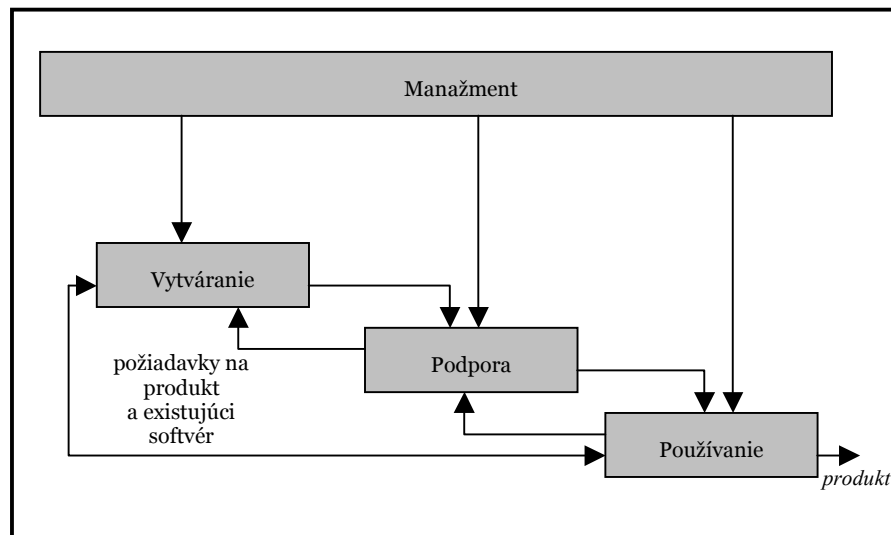 Manažment
Vytváranie
Podpora
požiadavky na
produkt
a existujúci
softvér
Používanie
produkt